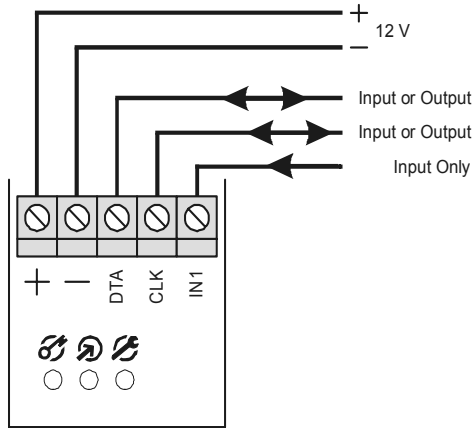 +
12 V
−
Input or Output
Input or Output
Input Only
+ − DTA CLK IN1